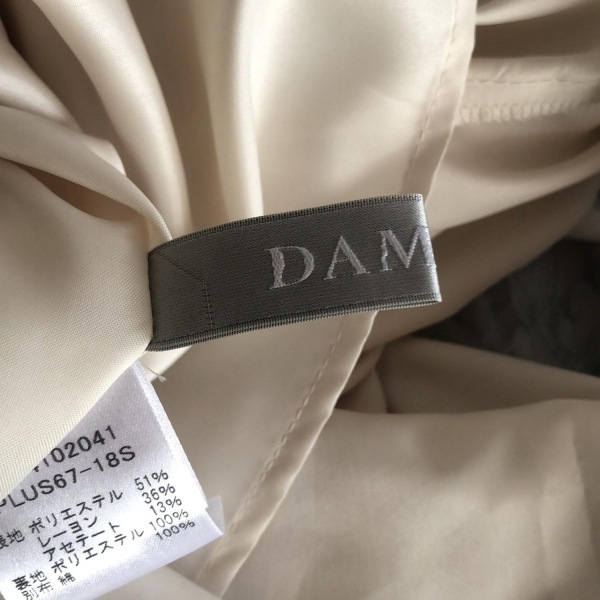 DAM
102041
PLUS67-18S
表地 ポリエステル 51%
レーヨン 36%
アセテート 13%
裏地 ポリエステル 100%
別布 綿 100%